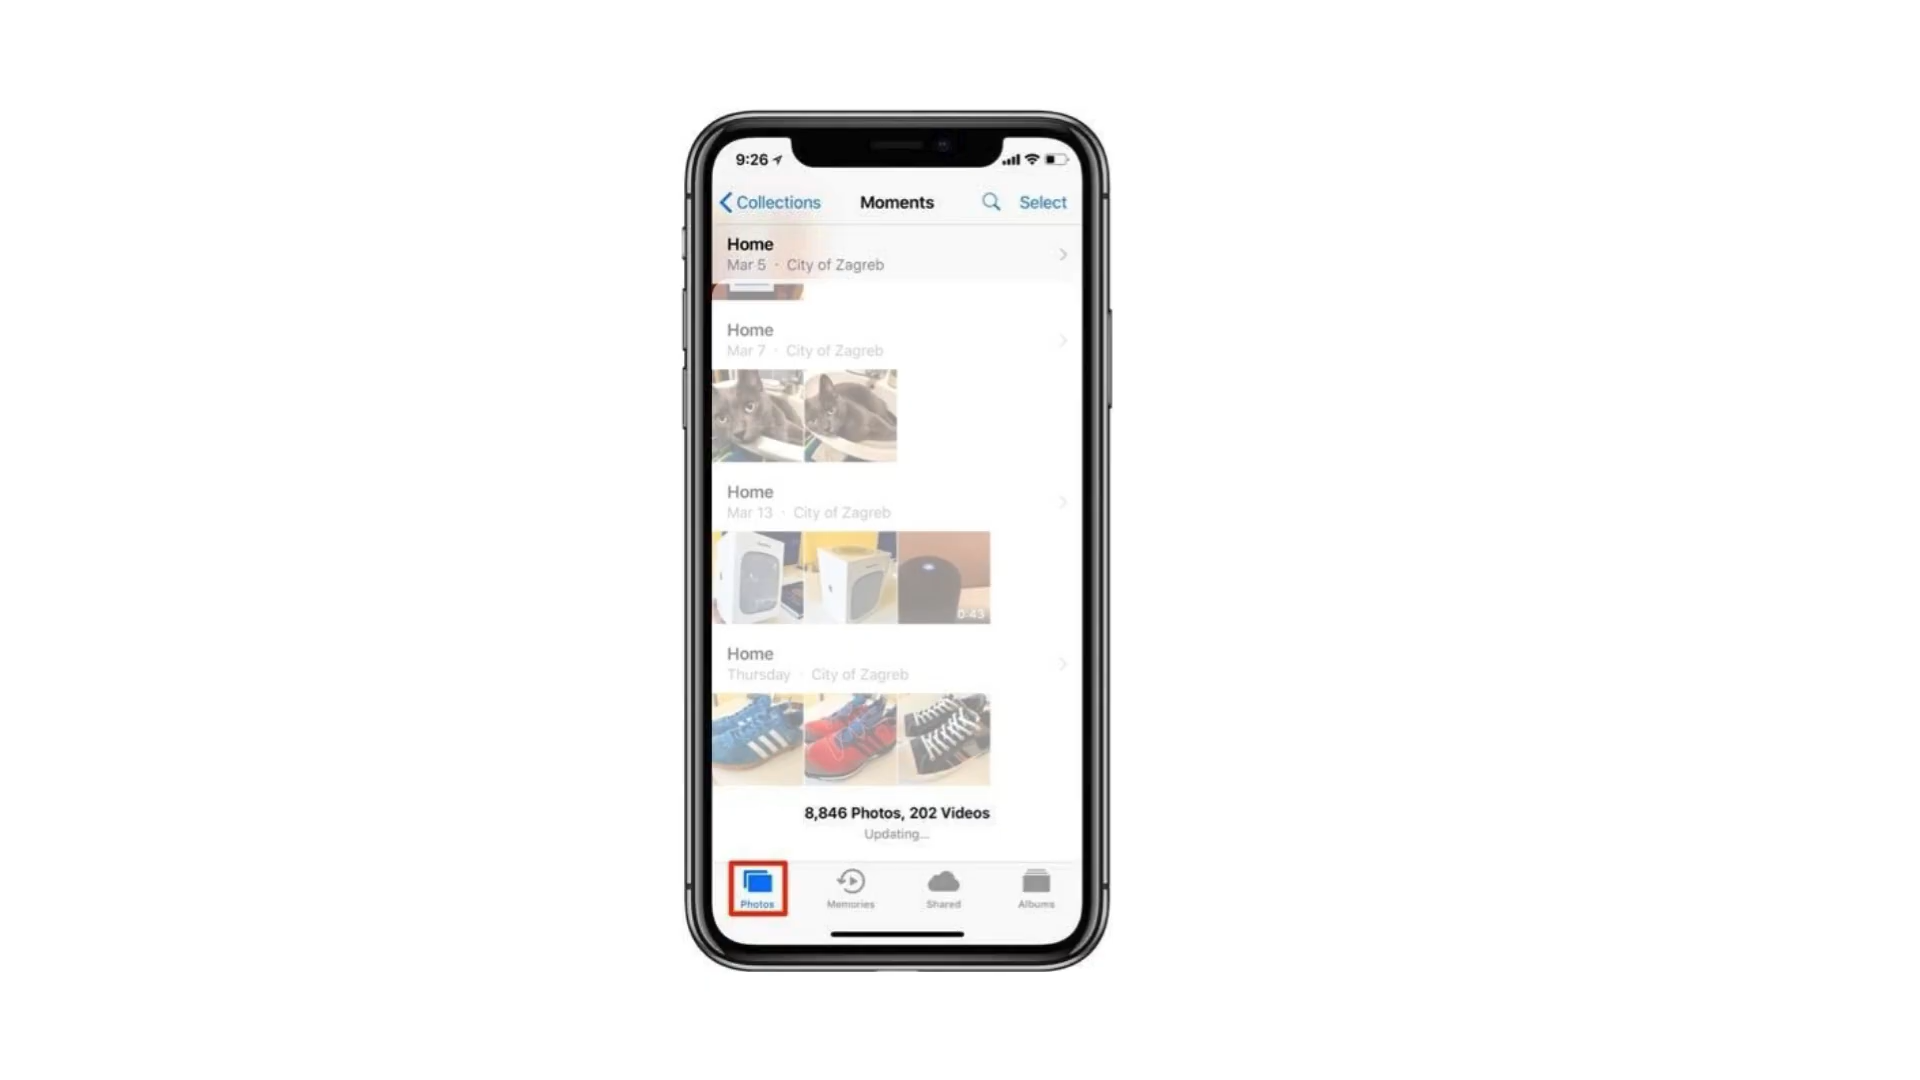 9:26
Collections Moments Select
Home
Mar 5 · City of Zagreb
Home
Mar 7 · City of Zagreb
Home
Mar 13 · City of Zagreb
0:43
Home
Thursday · City of Zagreb
8,846 Photos, 202 Videos
Updating...
Photos Memories Shared Albums